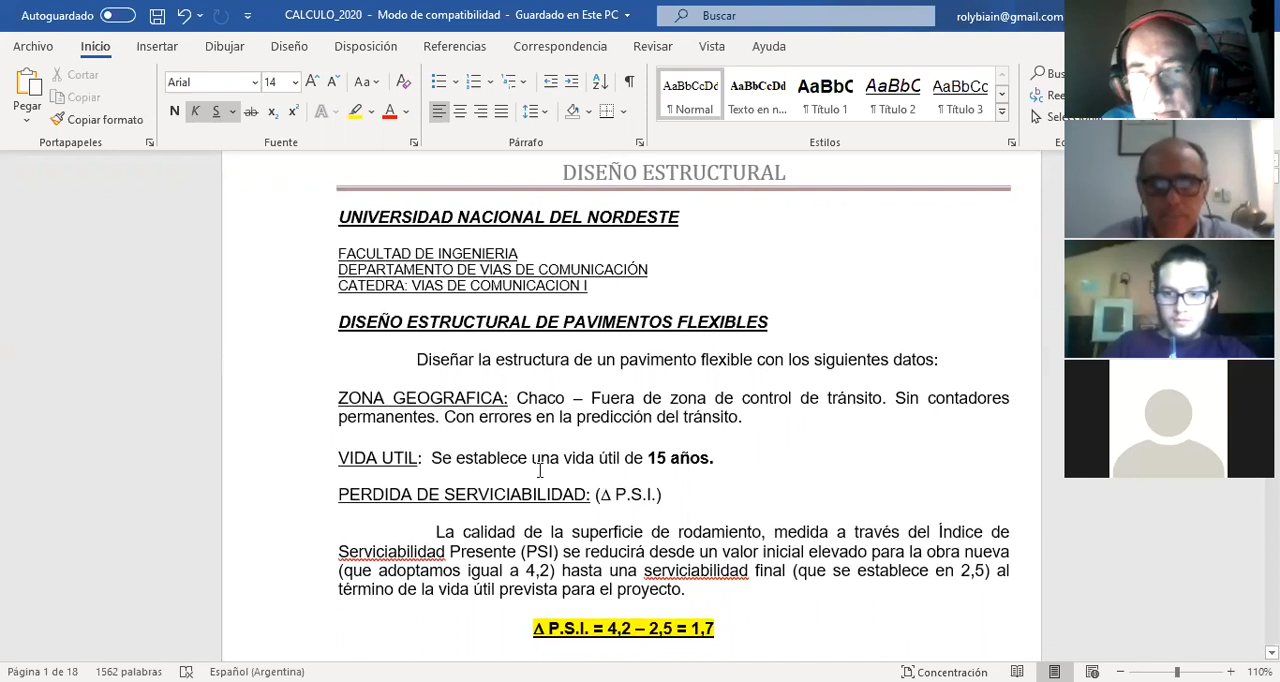 Autoguardado
CALCULO_2020 - Modo de compatibilidad - Guardado en Este PC
Buscar
rolybiain@gmail.com
Archivo Inicio Insertar Dibujar Diseño Disposición Referencias Correspondencia Revisar Vista Ayuda
Pegar
Cortar
Copiar
Copiar formato
Portapapeles
Arial 14 A A Aa A
N K S ab x₂ x² A A
Fuente
Párrafo
AaBbCcDd AaBbCcDd AaBbC AaBbC AaBbCc
¶ Normal Texto en n... ¶ Título 1 ¶ Título 2 ¶ Título 3
Estilos
DISEÑO ESTRUCTURAL
UNIVERSIDAD NACIONAL DEL NORDESTE
FACULTAD DE INGENIERIA
DEPARTAMENTO DE VIAS DE COMUNICACIÓN
CATEDRA: VIAS DE COMUNICACION I
DISEÑO ESTRUCTURAL DE PAVIMENTOS FLEXIBLES
Diseñar la estructura de un pavimento flexible con los siguientes datos:
ZONA GEOGRAFICA: Chaco – Fuera de zona de control de tránsito. Sin contadores
permanentes. Con errores en la predicción del tránsito.
VIDA UTIL: Se establece una vida útil de 15 años.
PERDIDA DE SERVICIABILIDAD: (Δ P.S.I.)
La calidad de la superficie de rodamiento, medida a través del Índice de
Serviciabilidad Presente (PSI) se reducirá desde un valor inicial elevado para la obra nueva
(que adoptamos igual a 4,2) hasta una serviciabilidad final (que se establece en 2,5) al
término de la vida útil prevista para el proyecto.
Δ P.S.I. = 4,2 – 2,5 = 1,7
Página 1 de 18 1562 palabras Español (Argentina) Concentración 110%